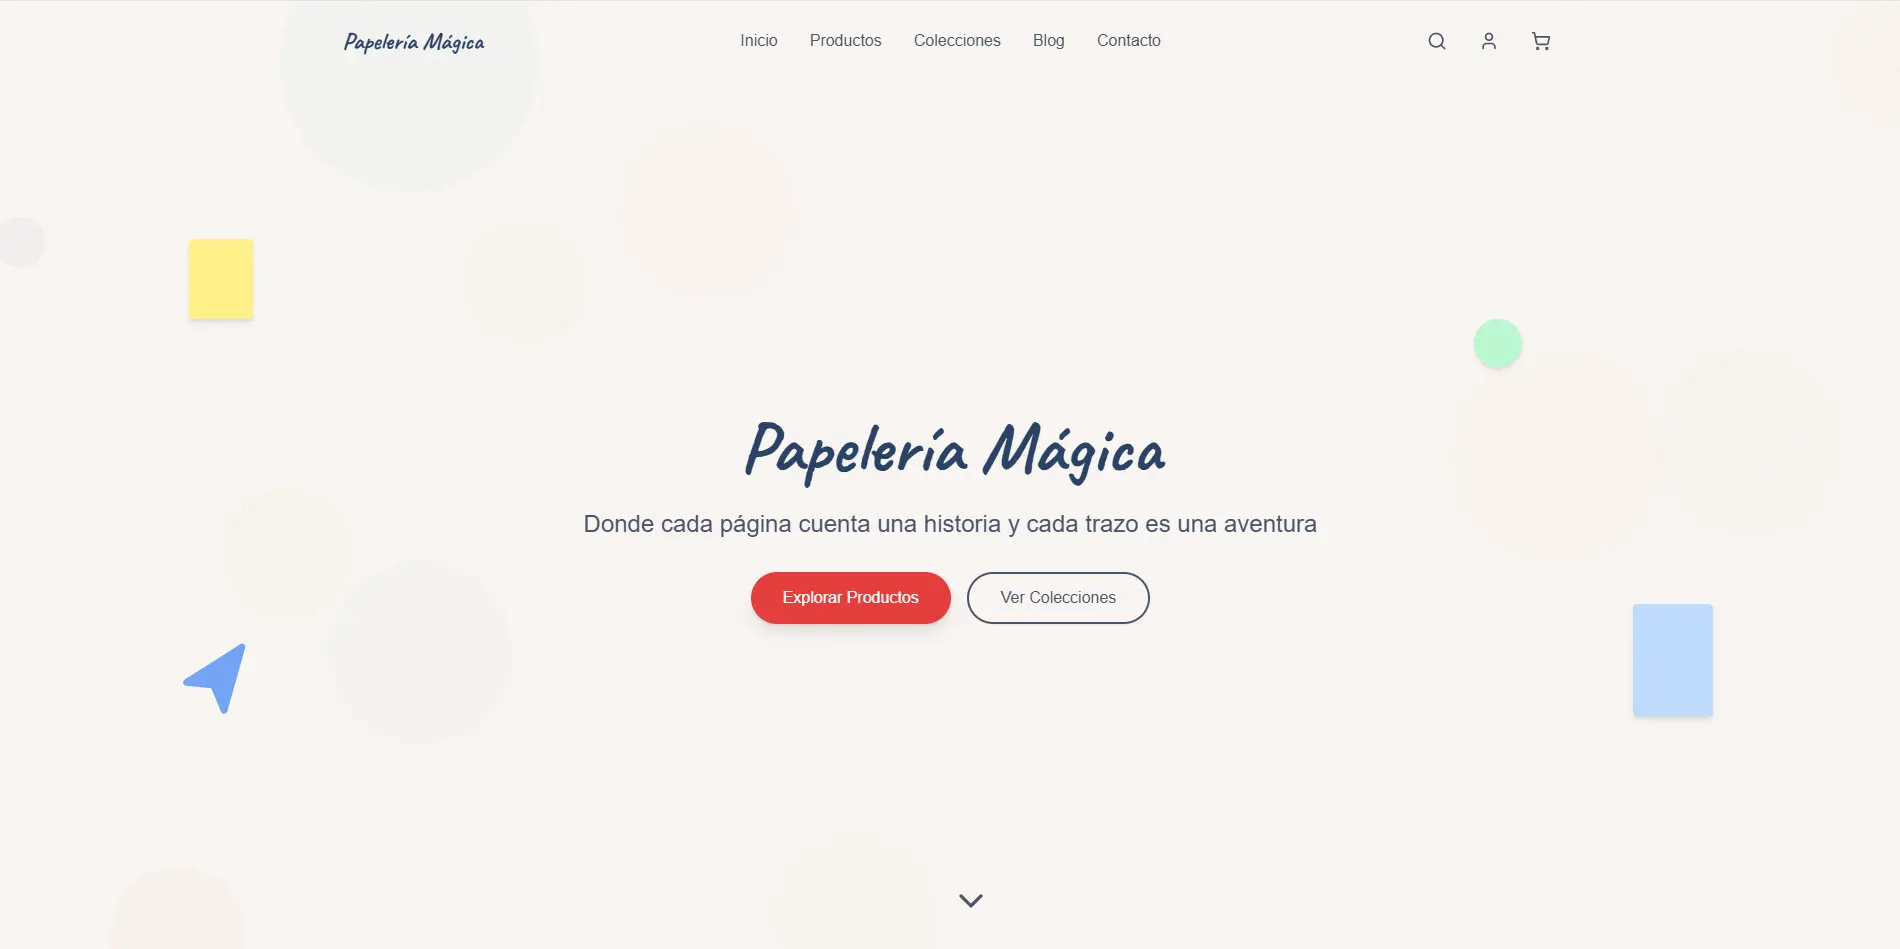 Papelería Mágica
Inicio Productos Colecciones Blog Contacto
Papelería Mágica
Donde cada página cuenta una historia y cada trazo es una aventura
Explorar Productos Ver Colecciones